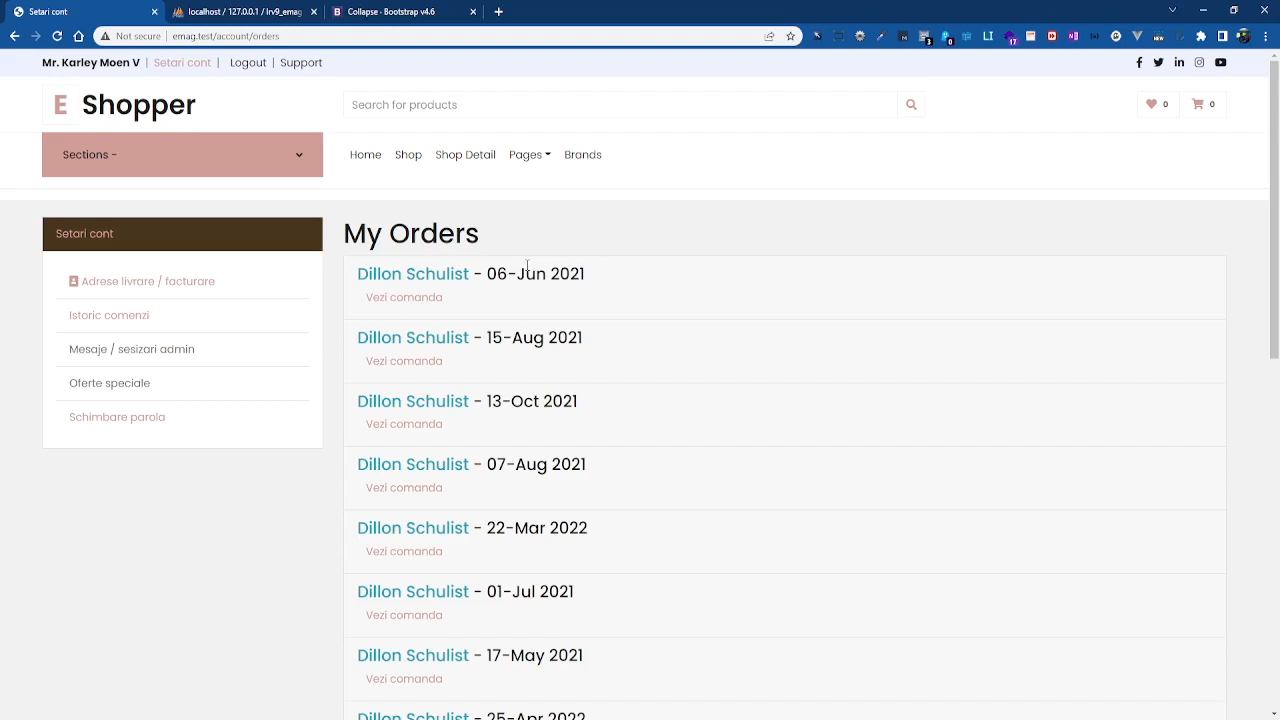 Setari cont
localhost / 127.0.0.1 / lrv9_emag
Collapse · Bootstrap v4.6
Not secure
emag.test/account/orders
Mr. Karley Moen V | Setari cont | Logout | Support
E Shopper
Search for products
0
0
Sections -
Home Shop Shop Detail Pages Brands
Setari cont
Adrese livrare / facturare
Istoric comenzi
Mesaje / sesizari admin
Oferte speciale
Schimbare parola
My Orders
Dillon Schulist - 06-Jun 2021
Vezi comanda
Dillon Schulist - 15-Aug 2021
Vezi comanda
Dillon Schulist - 13-Oct 2021
Vezi comanda
Dillon Schulist - 07-Aug 2021
Vezi comanda
Dillon Schulist - 22-Mar 2022
Vezi comanda
Dillon Schulist - 01-Jul 2021
Vezi comanda
Dillon Schulist - 17-May 2021
Vezi comanda
Dillon Schulist - 25-Apr 2022